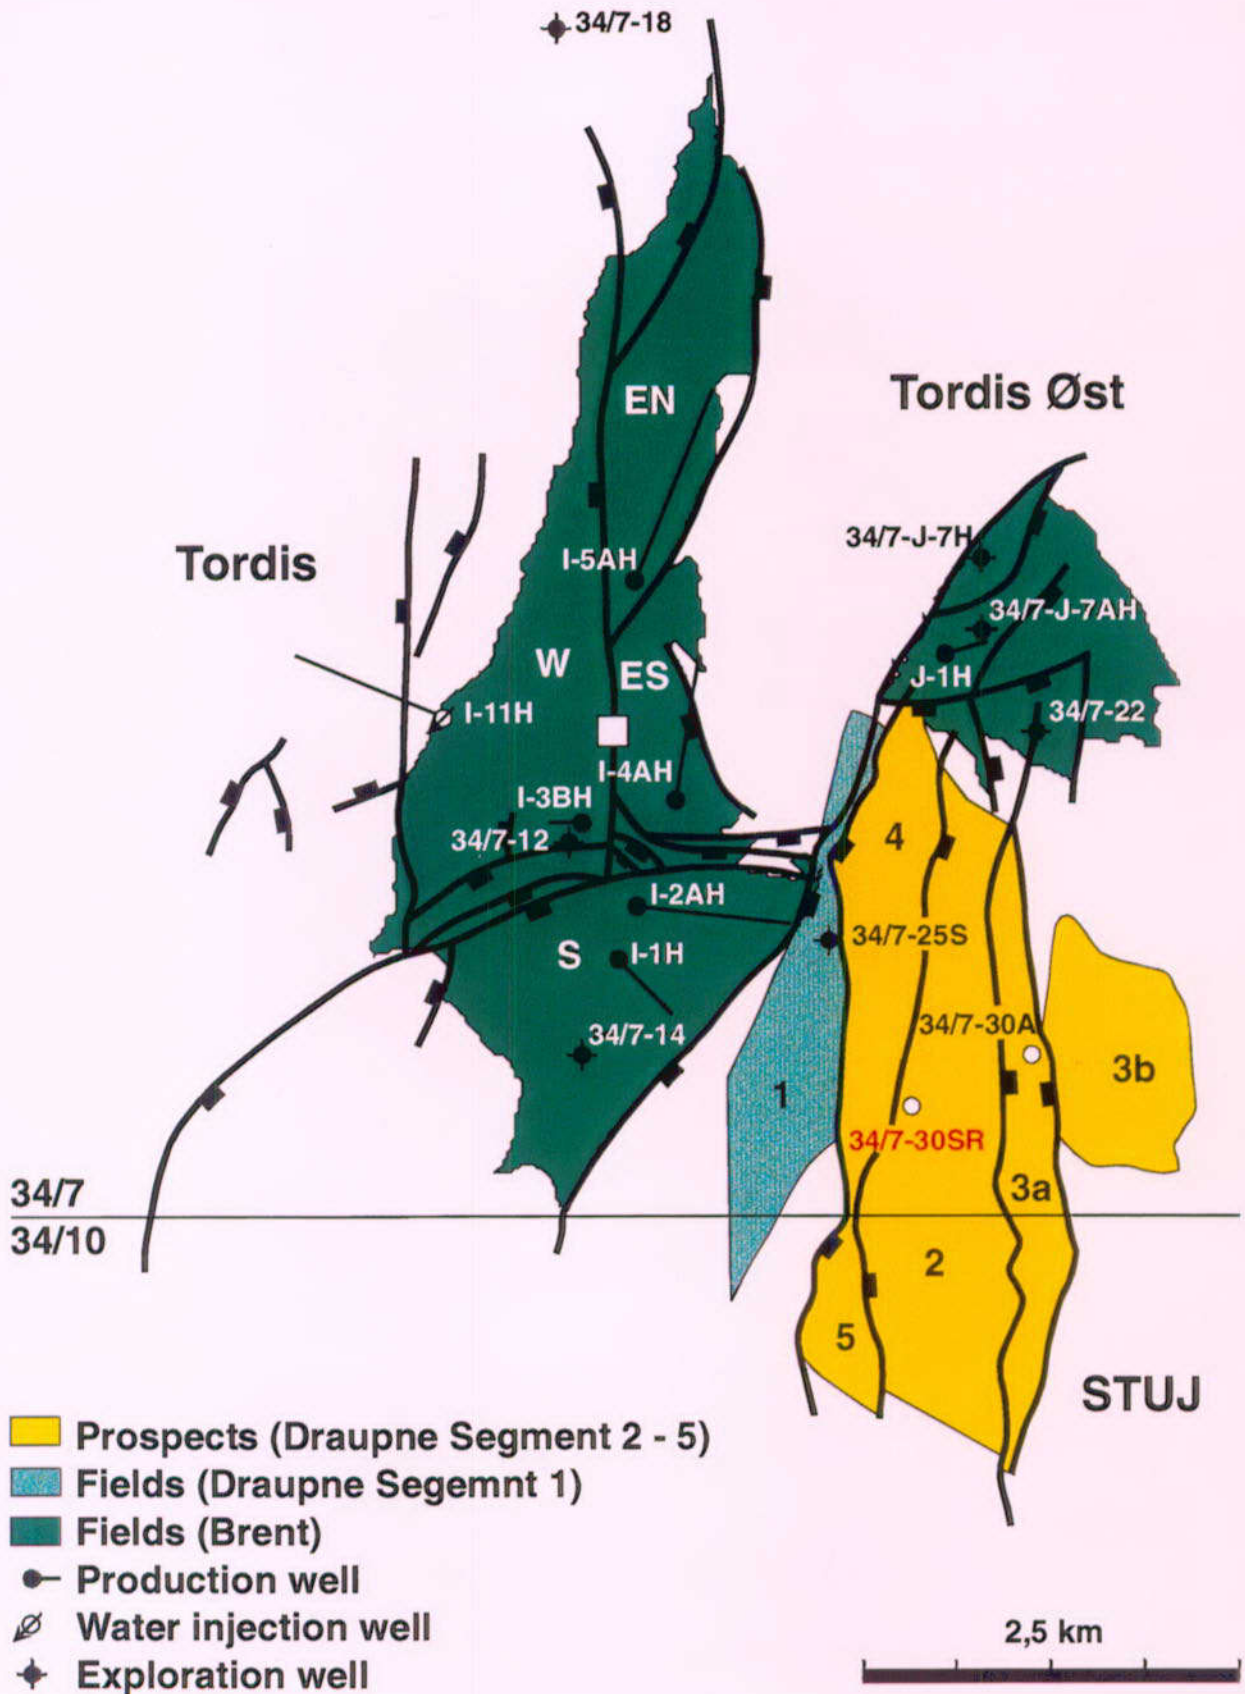 34/7-18
EN
Tordis Øst
34/7-J-7H
Tordis
I-5AH
34/7-J-7AH
W
ES
J-1H
I-11H
34/7-22
I-4AH
I-3BH
4
34/7-12
I-2AH
34/7-25S
S
I-1H
34/7-30A
34/7-14
3b
1
34/7-30SR
34/7
3a
34/10
2
5
STUJ
Prospects (Draupne Segment 2 - 5)
Fields (Draupne Segemnt 1)
Fields (Brent)
Production well
Water injection well
Exploration well
2,5 km